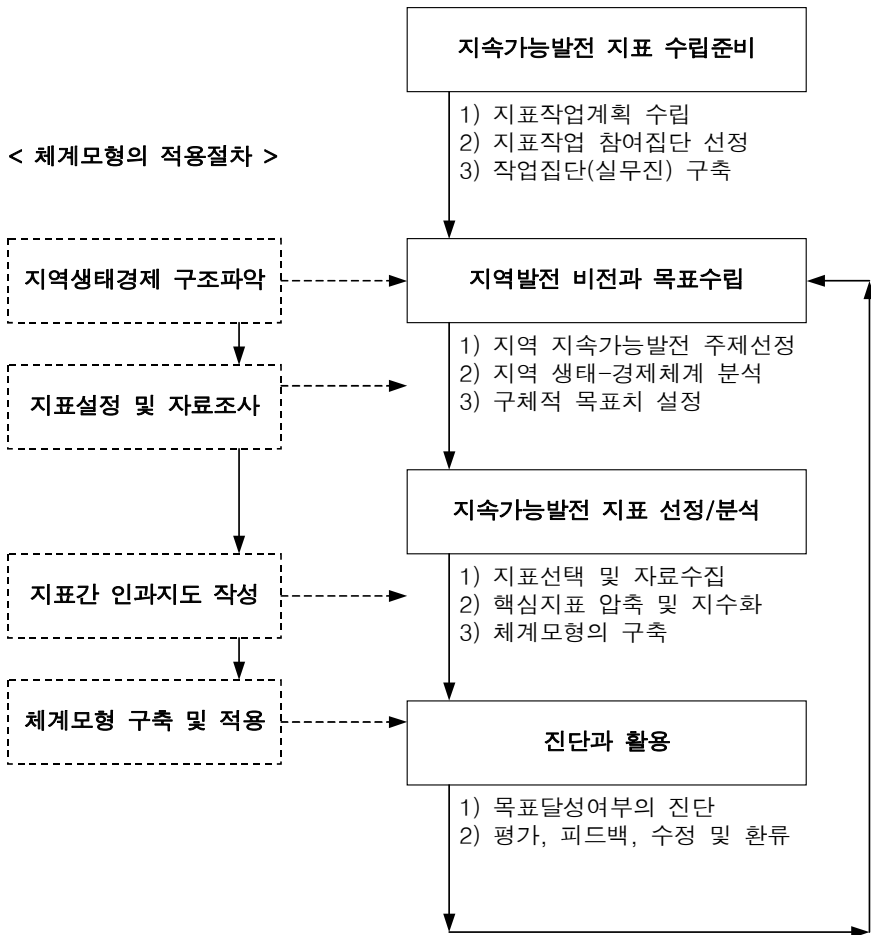 지속가능발전 지표 수립준비
1) 지표작업계획 수립
2) 지표작업 참여집단 선정
3) 작업집단(실무진) 구축
< 체계모형의 적용절차 >
지역생태경제 구조파악
지역발전 비전과 목표수립
1) 지역 지속가능발전 주제선정
2) 지역 생태-경제체계 분석
3) 구체적 목표치 설정
지표설정 및 자료조사
지속가능발전 지표 선정/분석
1) 지표선택 및 자료수집
2) 핵심지표 압축 및 지수화
3) 체계모형의 구축
지표간 인과지도 작성
체계모형 구축 및 적용
진단과 활용
1) 목표달성여부의 진단
2) 평가, 피드백, 수정 및 환류